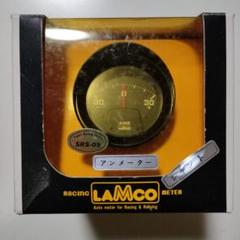 30 0 30
SRS-09
アンメーター
RACING LAMCO METER
Auto meter for Racing & Rallying